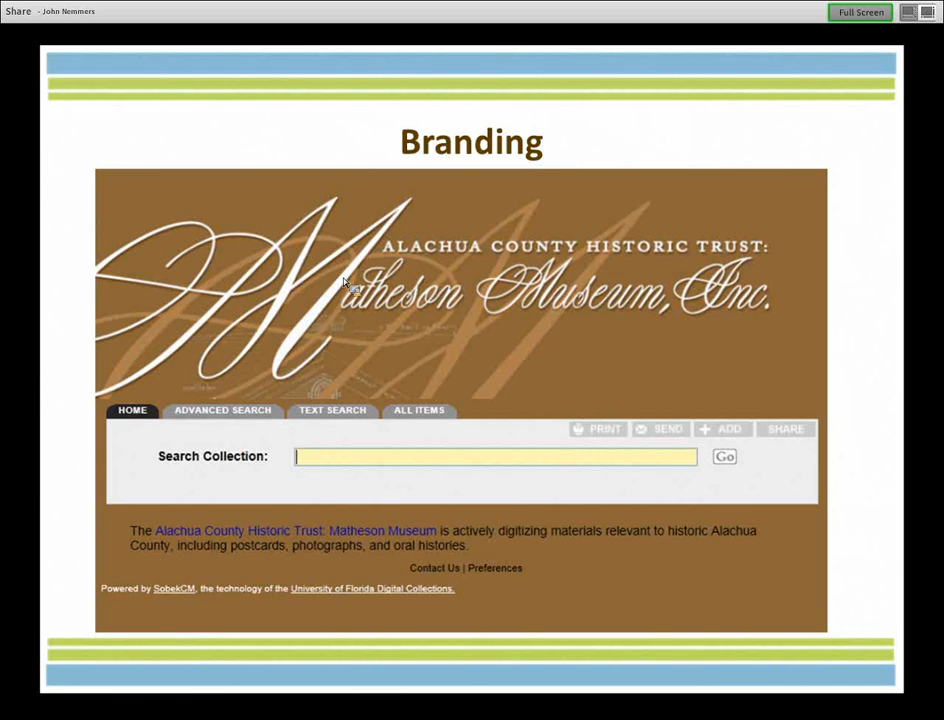 Share - John Nemmers
Full Screen
Branding
ALACHUA COUNTY HISTORIC TRUST:
Matheson Museum, Inc.
HOME ADVANCED SEARCH TEXT SEARCH ALL ITEMS
PRINT SEND ADD SHARE
Search Collection: Go
The Alachua County Historic Trust: Matheson Museum is actively digitizing materials relevant to historic Alachua
County, including postcards, photographs, and oral histories.
Contact Us | Preferences
Powered by SobekCM, the technology of the University of Florida Digital Collections.